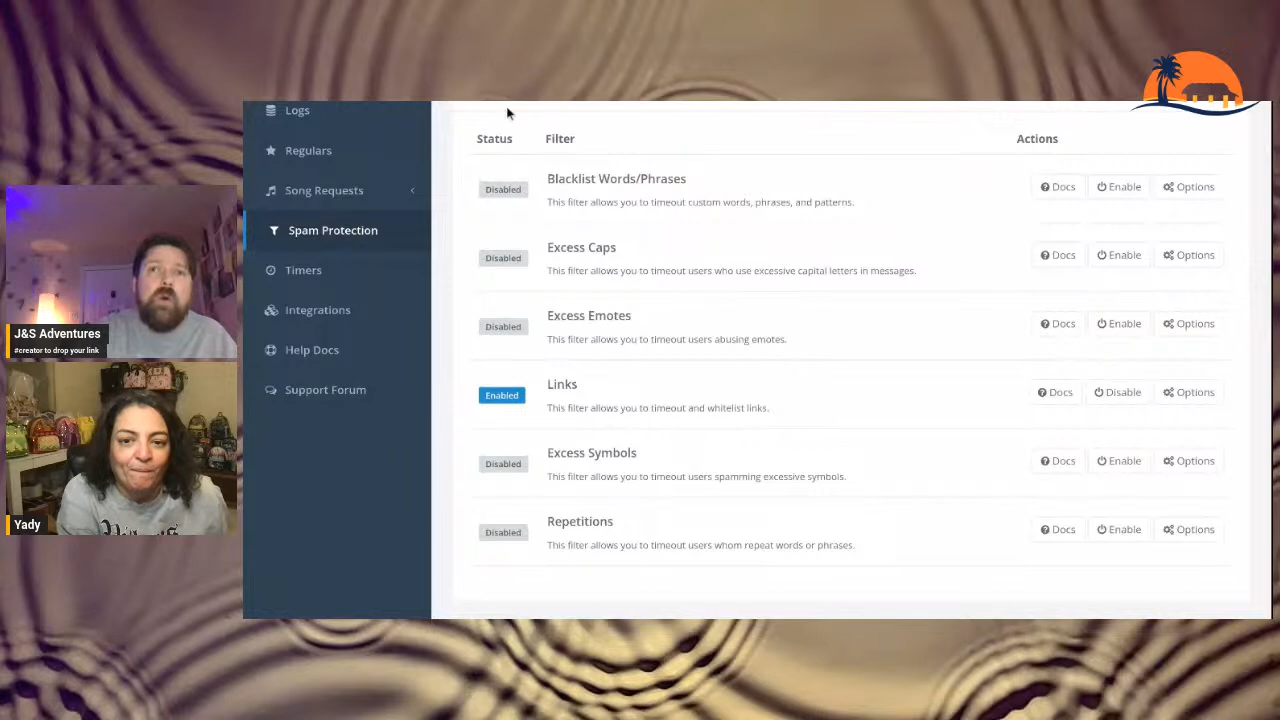 Logs
Regulars
Song Requests
Spam Protection
Timers
Integrations
Help Docs
Support Forum
Status Filter Actions
Disabled Blacklist Words/Phrases Docs Enable Options
This filter allows you to timeout custom words, phrases, and patterns.
Disabled Excess Caps Docs Enable Options
This filter allows you to timeout users who use excessive capital letters in messages.
Disabled Excess Emotes Docs Enable Options
This filter allows you to timeout users abusing emotes.
Enabled Links Docs Disable Options
This filter allows you to timeout and whitelist links.
Disabled Excess Symbols Docs Enable Options
This filter allows you to timeout users spamming excessive symbols.
Disabled Repetitions Docs Enable Options
This filter allows you to timeout users whom repeat words or phrases.
J&S Adventures
#creator to drop your link
Yady